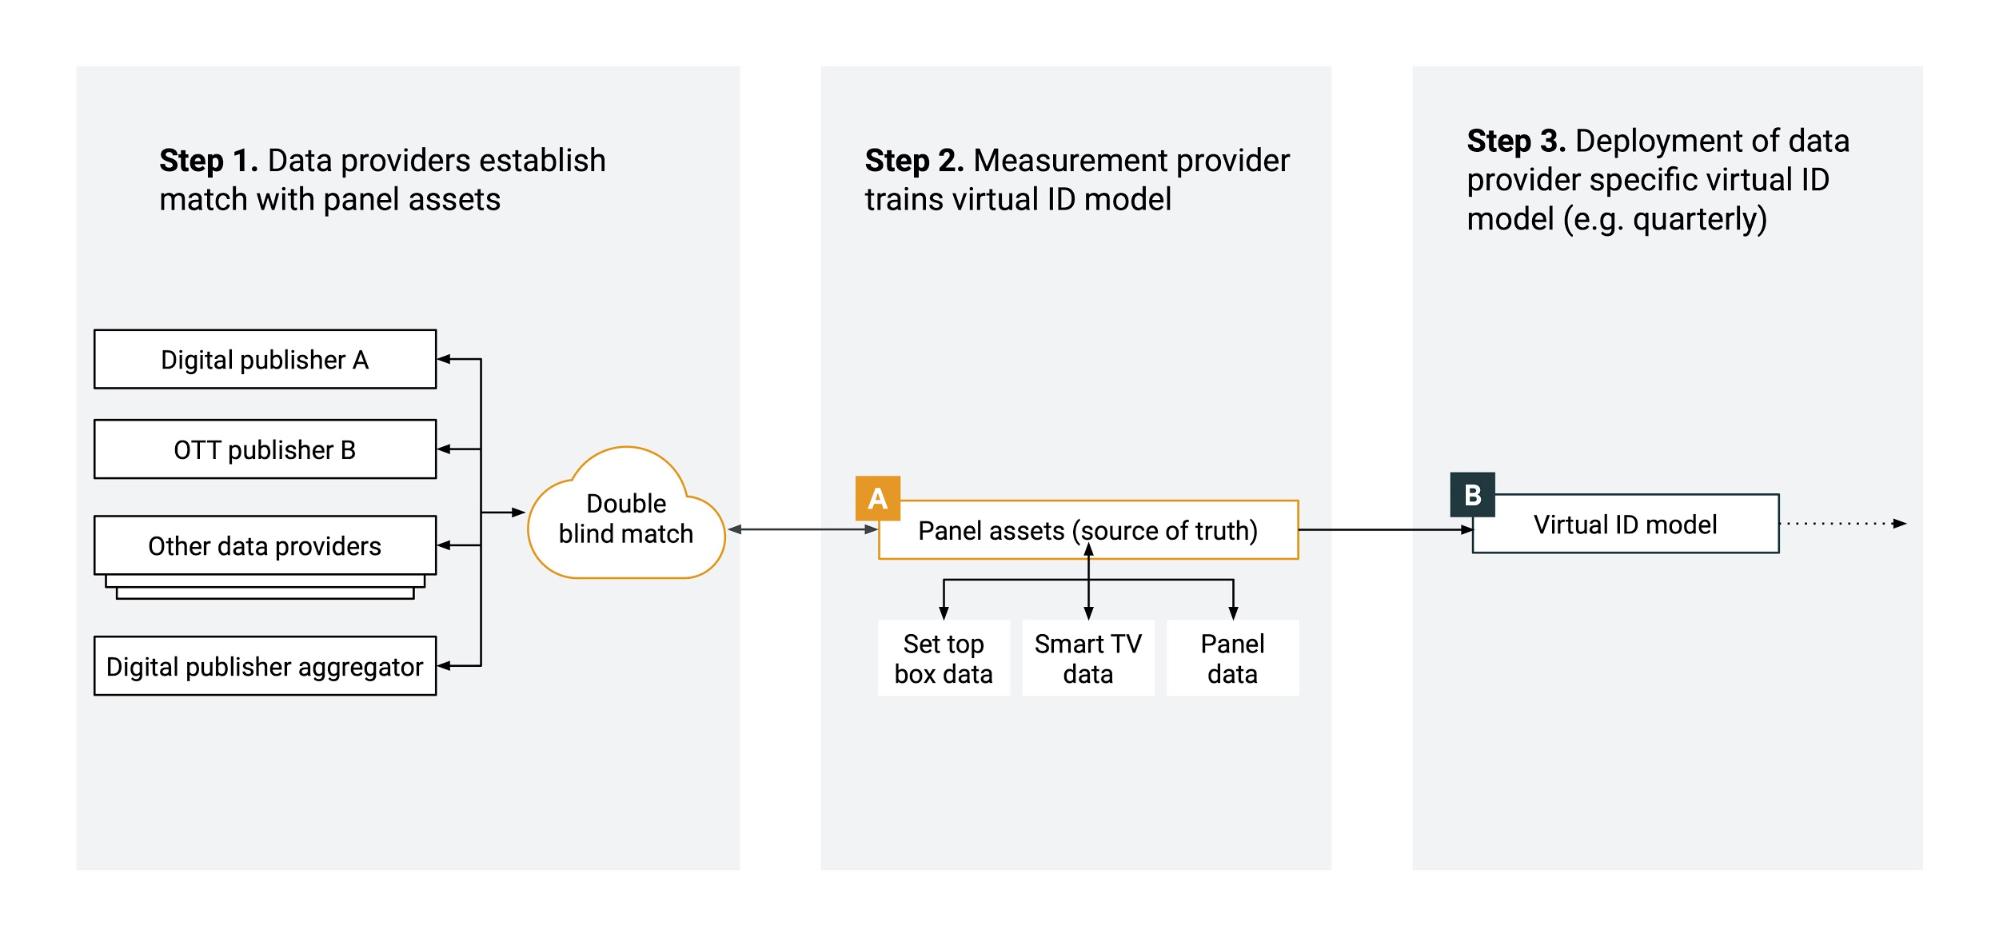 Step 1. Data providers establish
match with panel assets
Digital publisher A
OTT publisher B
Other data providers
Digital publisher aggregator
Double
blind match
Step 2. Measurement provider
trains virtual ID model
A
Panel assets (source of truth)
Set top
box data
Smart TV
data
Panel
data
Step 3. Deployment of data
provider specific virtual ID
model (e.g. quarterly)
B
Virtual ID model